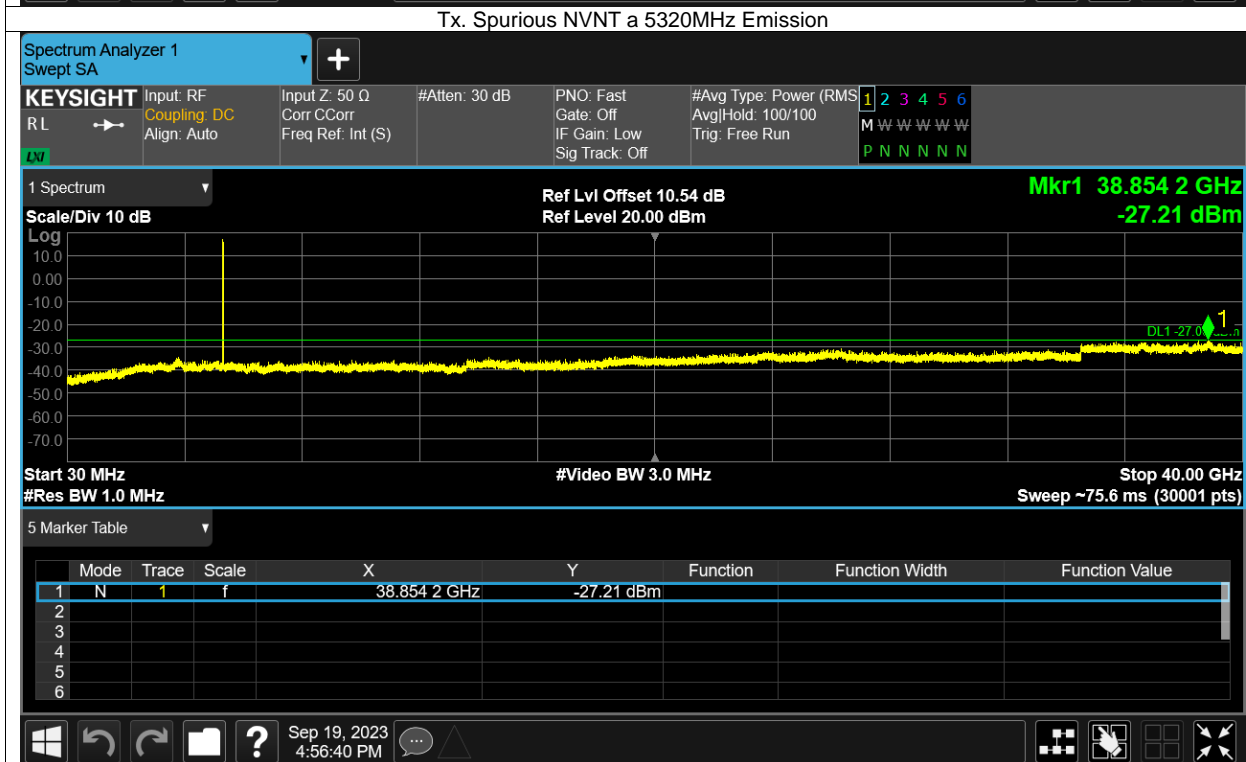 Tx. Spurious NVNT a 5320MHz Emission
Spectrum Analyzer 1
Swept SA
+
KEYSIGHT Input: RF Input Z: 50 Ω #Atten: 30 dB PNO: Fast #Avg Type: Power (RMS 1 2 3 4 5 6
R L Coupling: DC Corr CCorr Gate: Off Avg|Hold: 100/100 M W W W W W
Align: Auto Freq Ref: Int (S) IF Gain: Low Trig: Free Run
LXI Sig Track: Off P N N N N N
1 Spectrum Ref Lvl Offset 10.54 dB Mkr1 38.854 2 GHz
Scale/Div 10 dB Ref Level 20.00 dBm -27.21 dBm
Log
10.0
0.00
-10.0
-20.0 1
DL1 -27.0
-30.0
-40.0
-50.0
-60.0
-70.0
Start 30 MHz #Video BW 3.0 MHz Stop 40.00 GHz
#Res BW 1.0 MHz Sweep ~75.6 ms (30001 pts)
5 Marker Table
Mode Trace Scale X Y Function Function Width Function Value
1 N 1 f 38.854 2 GHz -27.21 dBm
2
3
4
5
6
? Sep 19, 2023
4:56:40 PM